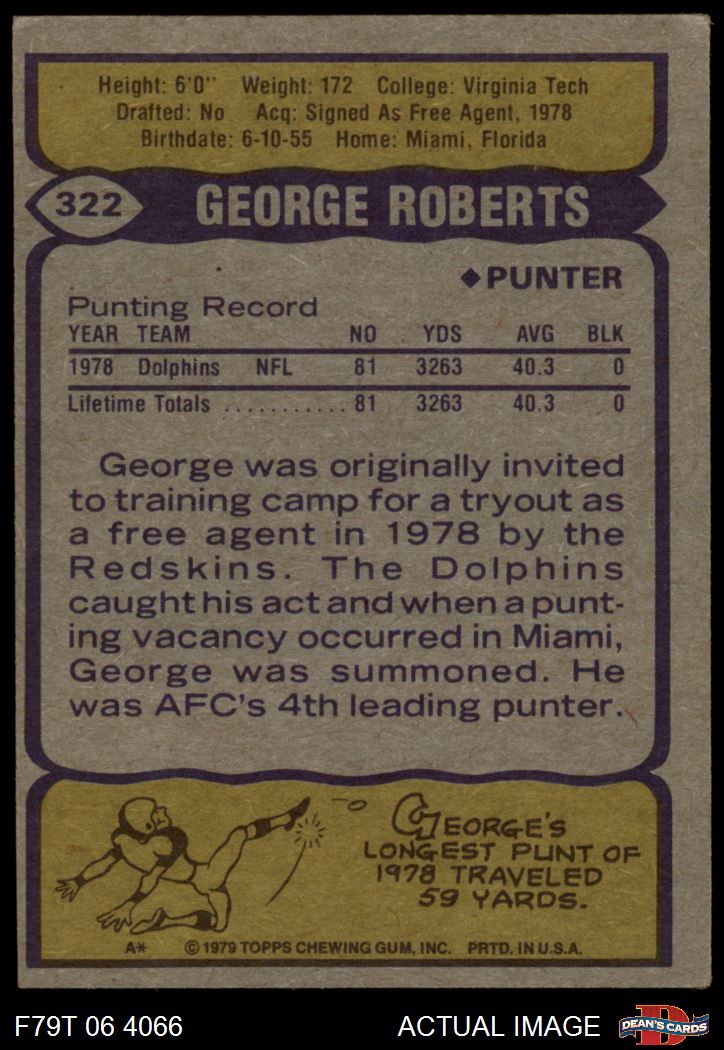 Height: 6'0" Weight: 172 College: Virginia Tech
Drafted: No Acq: Signed As Free Agent, 1978
Birthdate: 6-10-55 Home: Miami, Florida
322 GEORGE ROBERTS
◆PUNTER
Punting Record
YEAR TEAM NO YDS AVG BLK
1978 Dolphins NFL 81 3263 40.3 0
Lifetime Totals ........... 81 3263 40.3 0
George was originally invited
to training camp for a tryout as
a free agent in 1978 by the
Redskins. The Dolphins
caught his act and when a punt-
ing vacancy occurred in Miami,
George was summoned. He
was AFC's 4th leading punter.
GEORGE'S
LONGEST PUNT OF
1978 TRAVELED
59 YARDS.
A* © 1979 TOPPS CHEWING GUM, INC. PRTD. IN U.S.A.
F79T 06 4066 ACTUAL IMAGE D DEAN'S CARDS